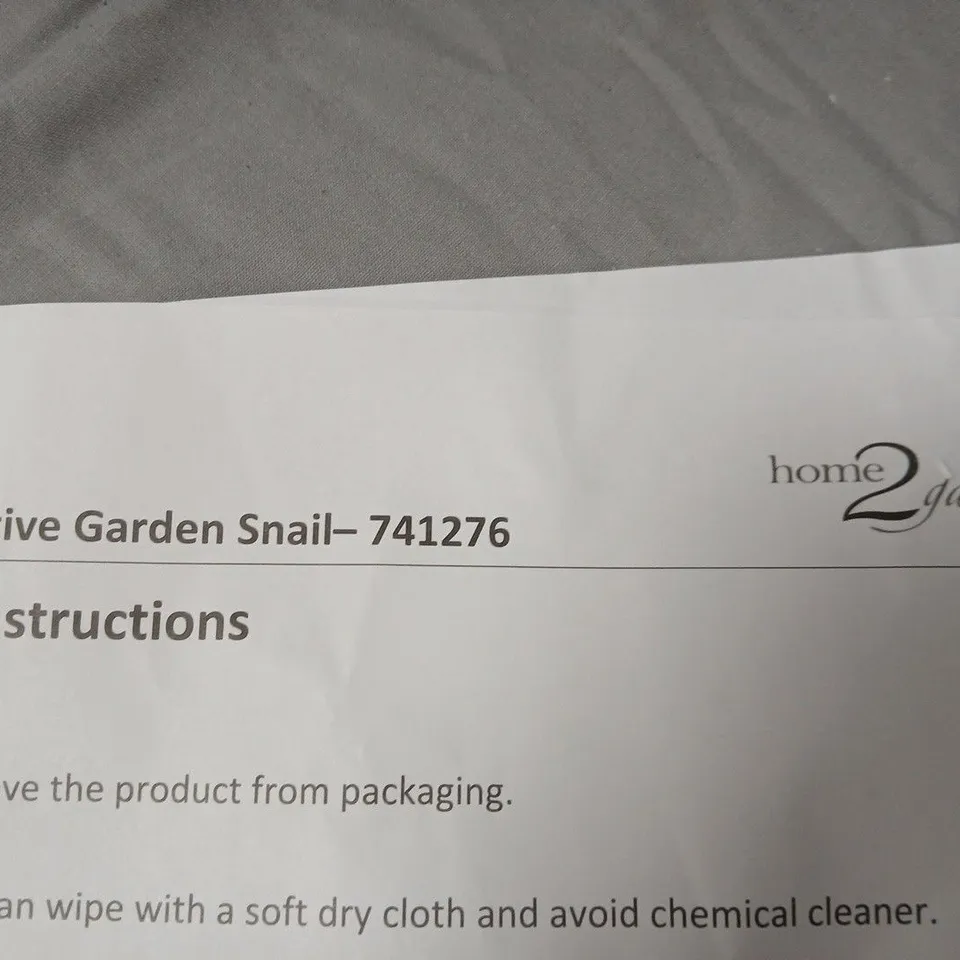 home2ga
ive Garden Snail– 741276
structions
ve the product from packaging.
an wipe with a soft dry cloth and avoid chemical cleaner.